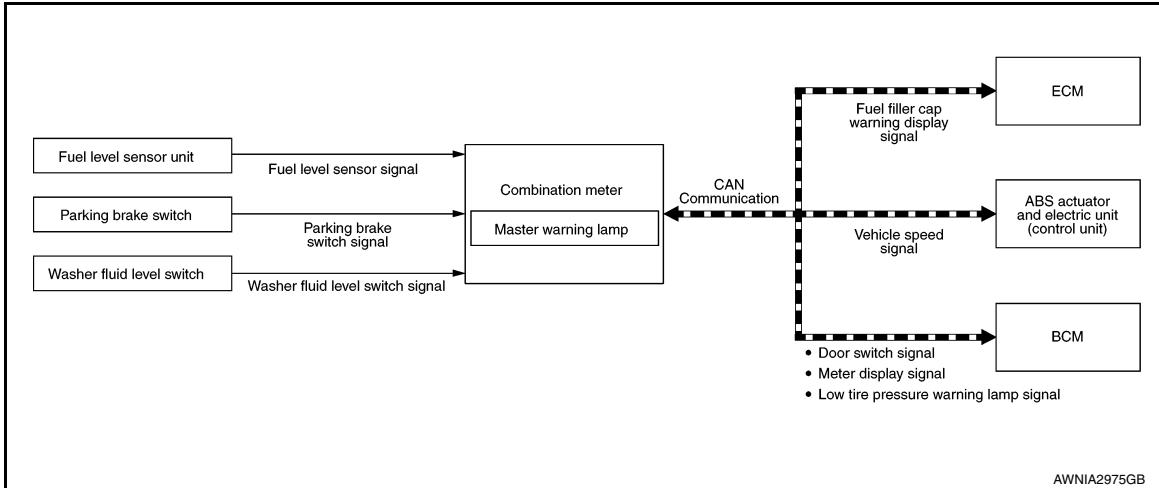 Fuel level sensor unit
Fuel level sensor signal
Parking brake switch
Parking brake
switch signal
Washer fluid level switch
Washer fluid level switch signal
Combination meter
Master warning lamp
CAN
Communication
Fuel filler cap
warning display
signal
ECM
Vehicle speed
signal
ABS actuator
and electric unit
(control unit)
BCM
• Door switch signal
• Meter display signal
• Low tire pressure warning lamp signal
AWNIA2975GB